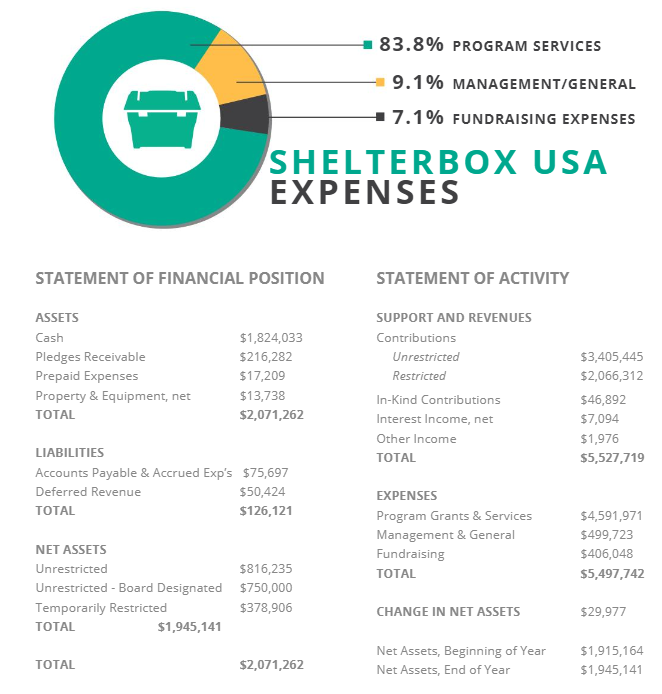 83.8% PROGRAM SERVICES
9.1% MANAGEMENT/GENERAL
7.1% FUNDRAISING EXPENSES
SHELTERBOX USA
EXPENSES
STATEMENT OF FINANCIAL POSITION
ASSETS
Cash $1,824,033
Pledges Receivable $216,282
Prepaid Expenses $17,209
Property & Equipment, net $13,738
TOTAL $2,071,262
LIABILITIES
Accounts Payable & Accrued Exp's $75,697
Deferred Revenue $50,424
TOTAL $126,121
NET ASSETS
Unrestricted $816,235
Unrestricted - Board Designated $750,000
Temporarily Restricted $378,906
TOTAL $1,945,141
TOTAL $2,071,262
STATEMENT OF ACTIVITY
SUPPORT AND REVENUES
Contributions
Unrestricted $3,405,445
Restricted $2,066,312
In-Kind Contributions $46,892
Interest Income, net $7,094
Other Income $1,976
TOTAL $5,527,719
EXPENSES
Program Grants & Services $4,591,971
Management & General $499,723
Fundraising $406,048
TOTAL $5,497,742
CHANGE IN NET ASSETS $29,977
Net Assets, Beginning of Year $1,915,164
Net Assets, End of Year $1,945,141